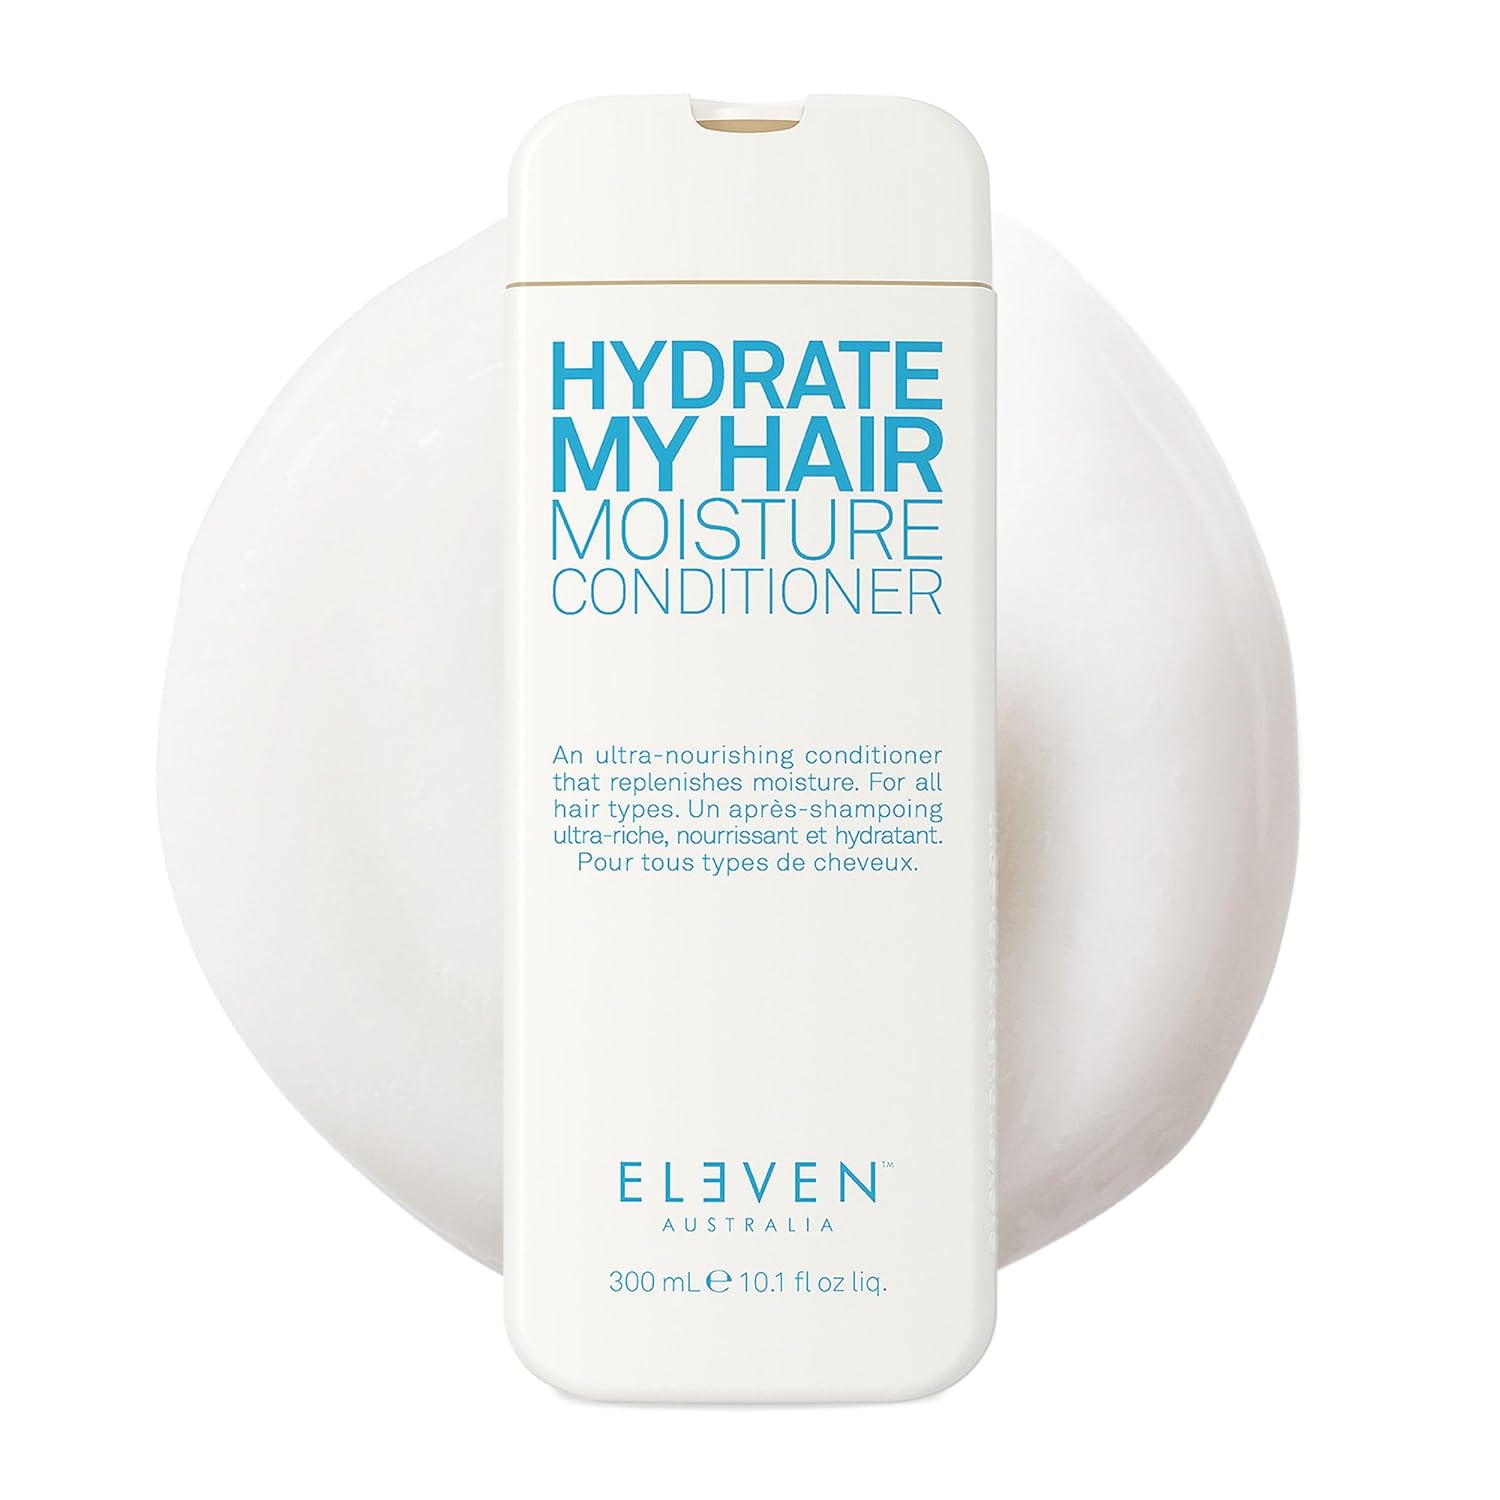 HYDRATE
MY HAIR
MOISTURE
CONDITIONER
An ultra-nourishing conditioner
that replenishes moisture. For all
hair types. Un après-shampoing
ultra-riche, nourrissant et hydratant.
Pour tous types de cheveux.
ELEVEN™
AUSTRALIA
300 mL ℮ 10.1 fl oz liq.